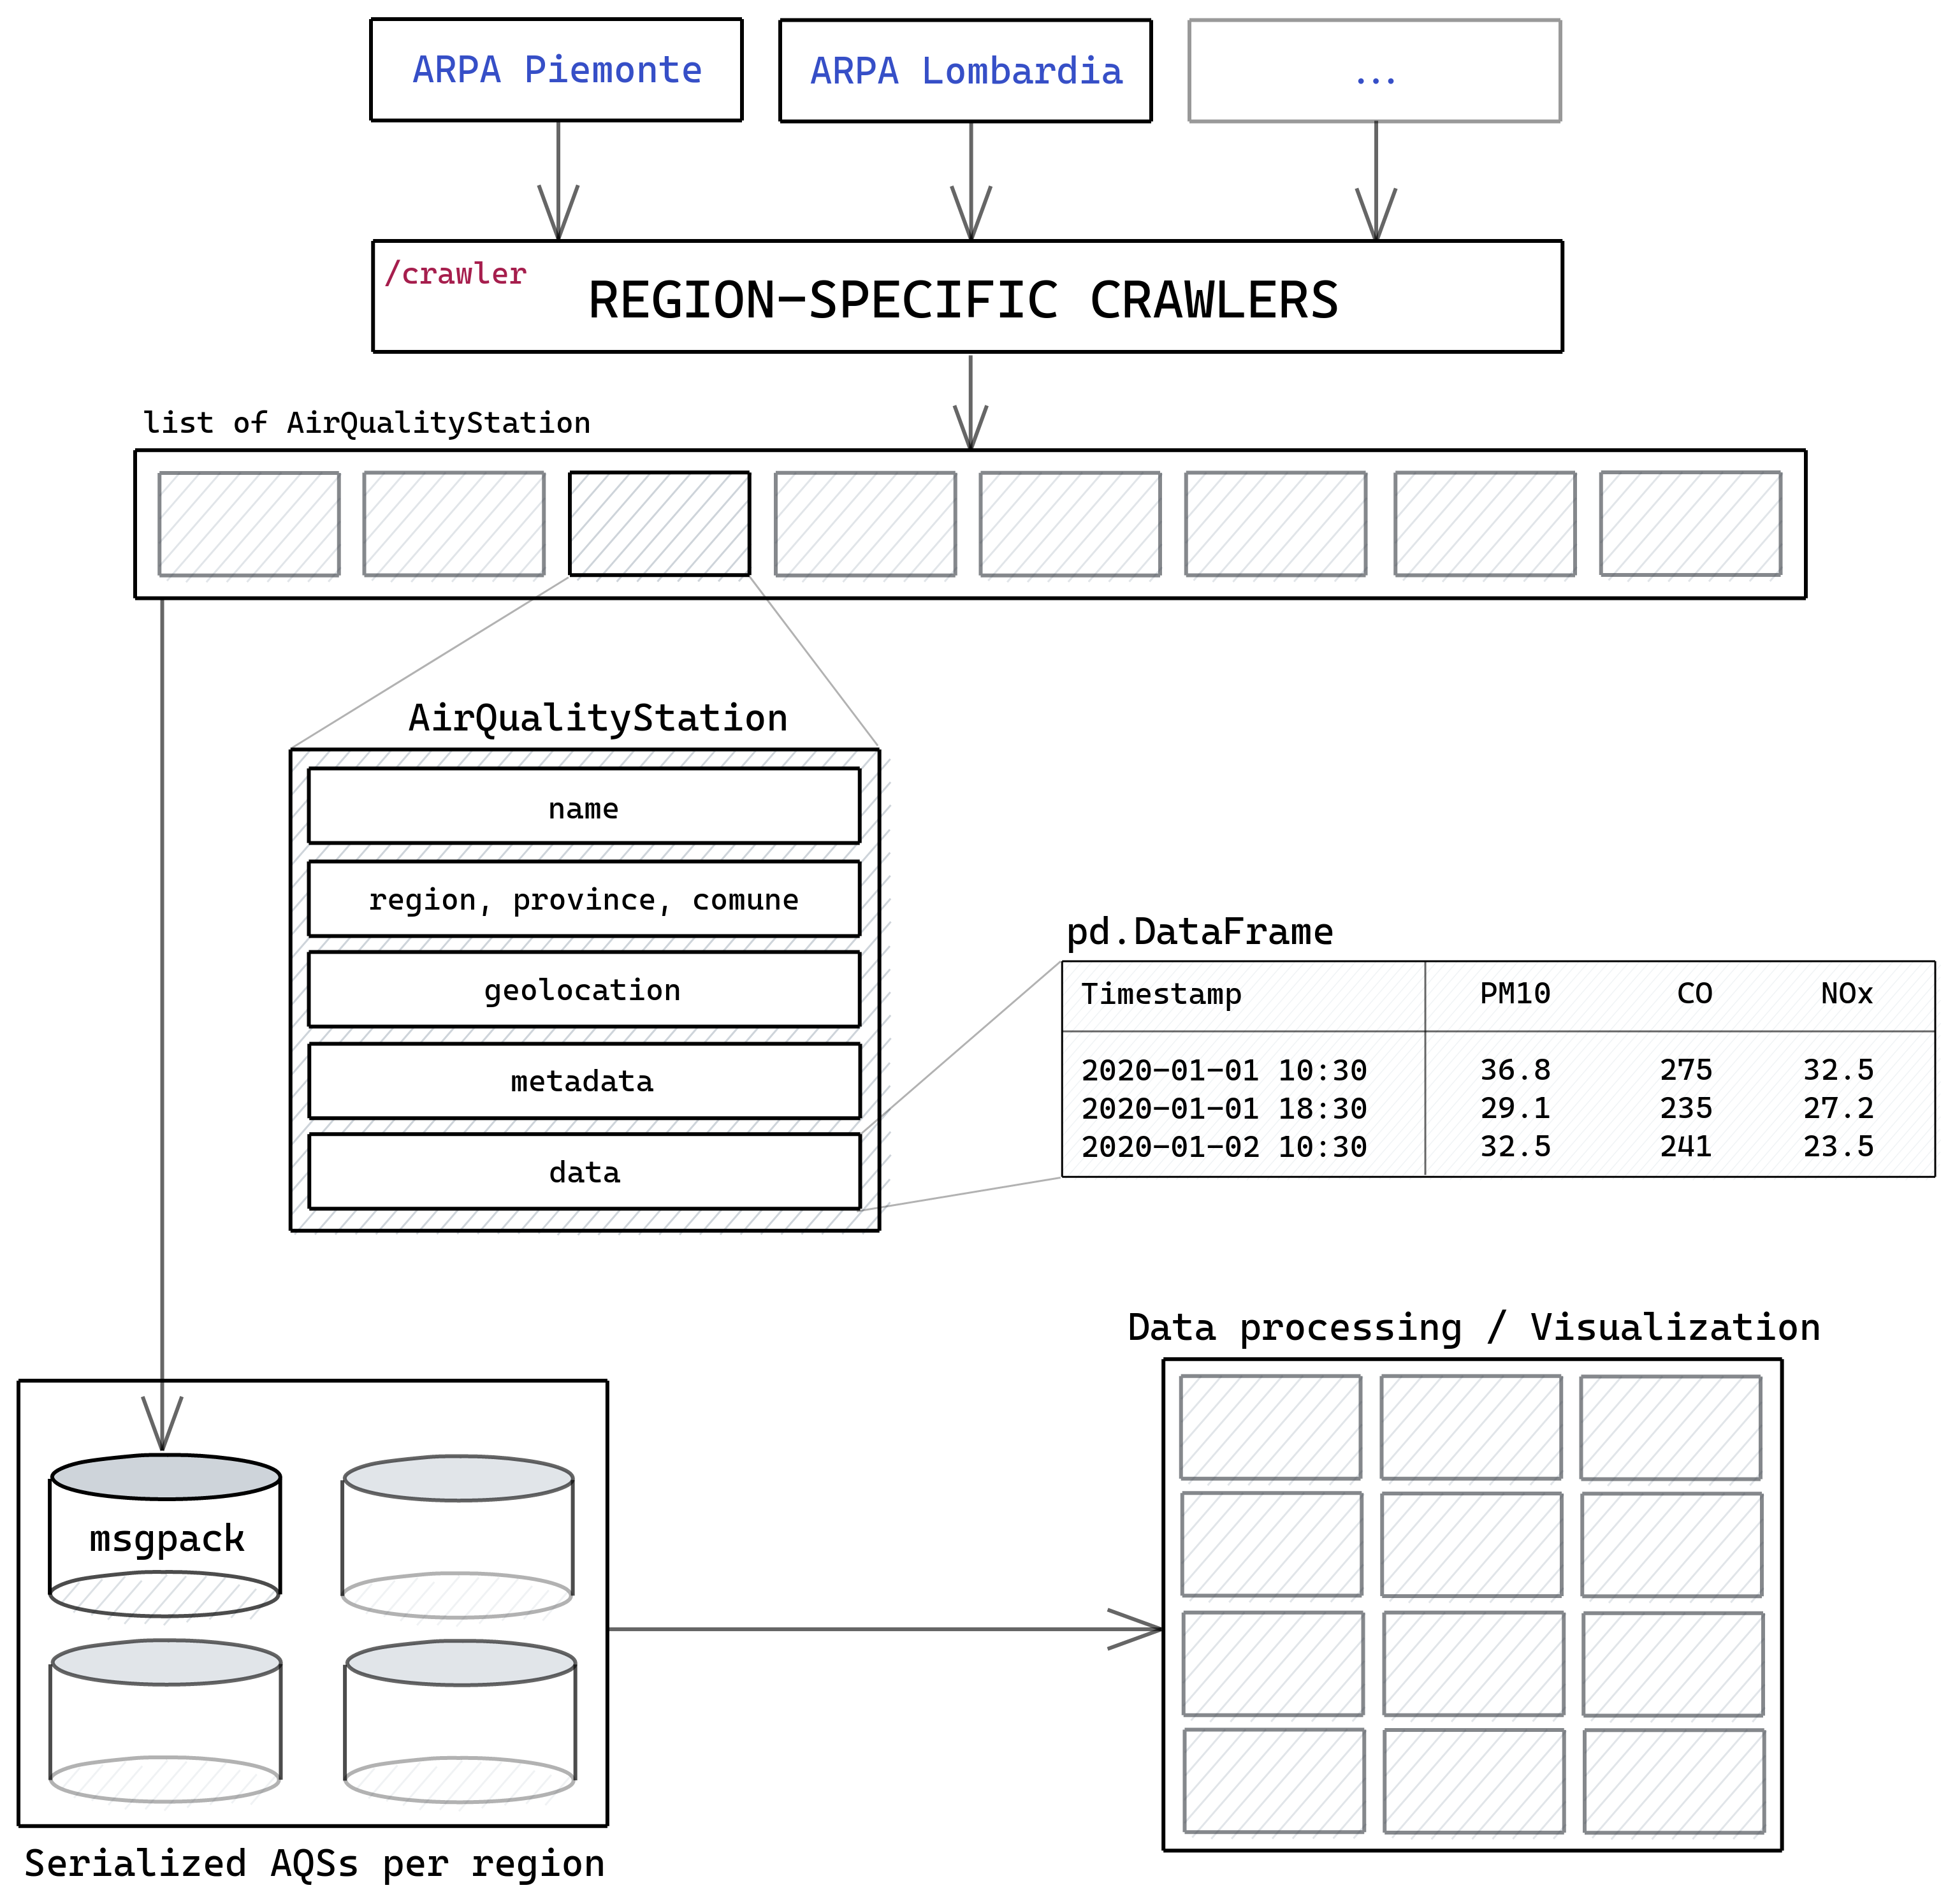 ARPA Piemonte
ARPA Lombardia
...
/crawler
REGION-SPECIFIC CRAWLERS
list of AirQualityStation
AirQualityStation
name
region, province, comune
geolocation
metadata
data
pd.DataFrame
Timestamp PM10 CO NOx
2020-01-01 10:30 36.8 275 32.5
2020-01-01 18:30 29.1 235 27.2
2020-01-02 10:30 32.5 241 23.5
Data processing / Visualization
msgpack
Serialized AQSs per region